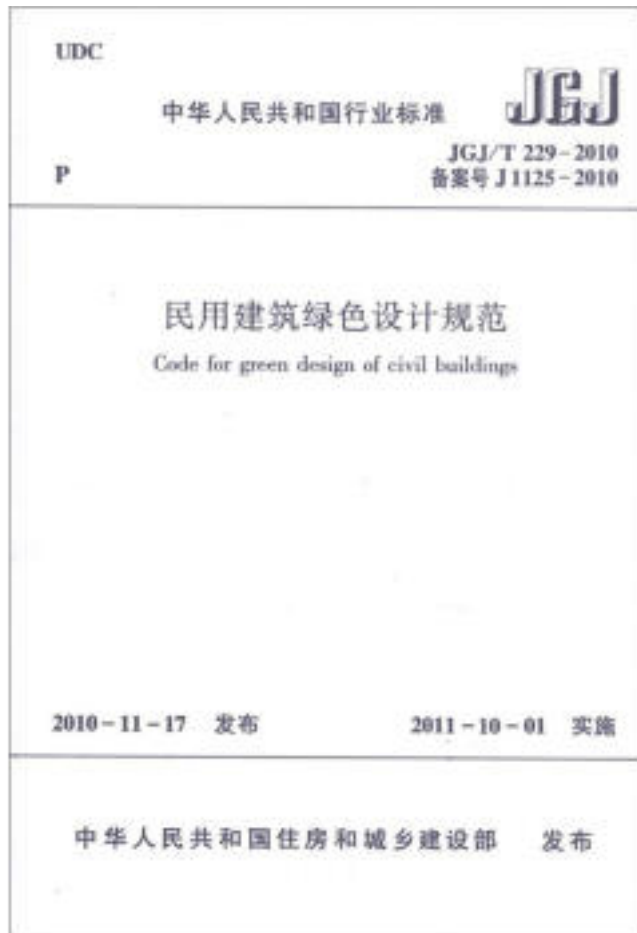 UDC
中华人民共和国行业标准 JGJ
JGJ/T 229-2010
P 备案号 J 1125-2010
民用建筑绿色设计规范
Code for green design of civil buildings
2010-11-17 发布 2011-10-01 实施
中华人民共和国住房和城乡建设部 发布